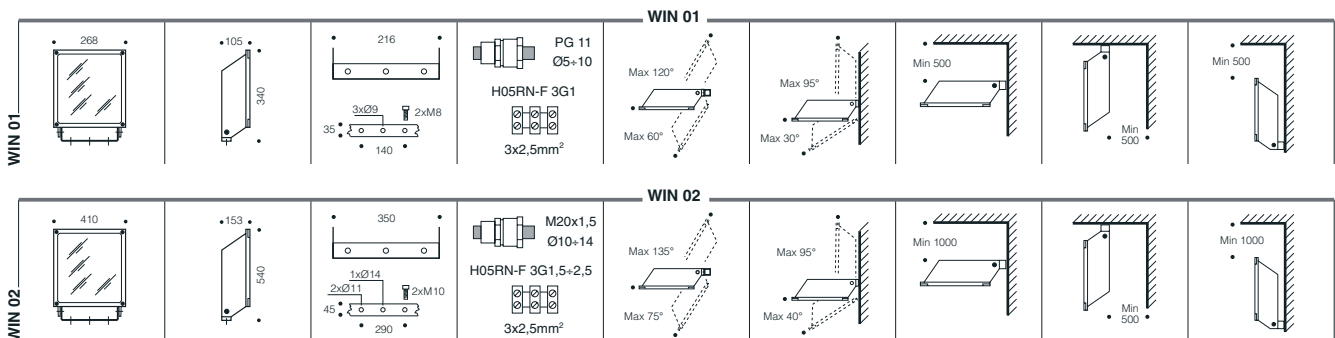 WIN 01
WIN 01
268
105
340
216
3xØ9
2xM8
35
140
PG 11
Ø5÷10
H05RN-F 3G1
3x2,5mm²
Max 120°
Max 60°
Max 95°
Max 30°
Min 500
Min
500
Min 500
WIN 02
WIN 02
410
153
540
350
1xØ14
2xØ11
2xM10
45
290
M20x1,5
Ø10÷14
H05RN-F 3G1,5÷2,5
3x2,5mm²
Max 135°
Max 75°
Max 95°
Max 40°
Min 1000
Min
500
Min 1000